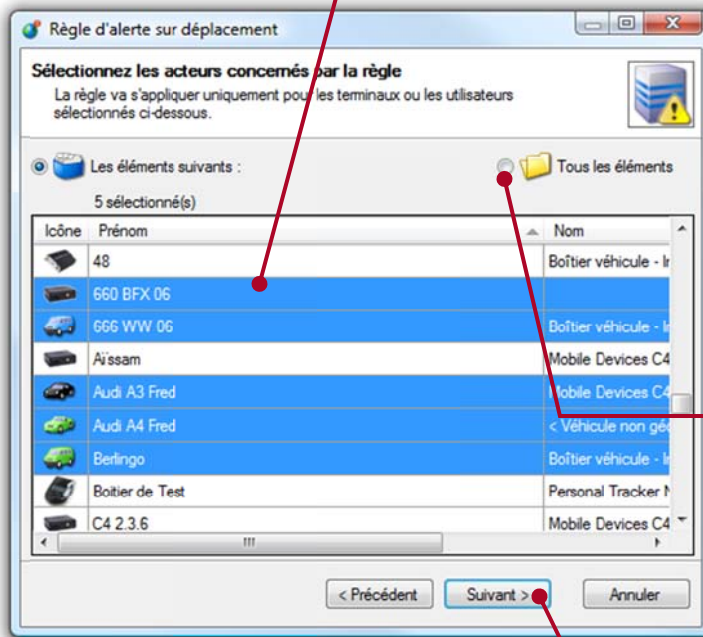 Règle d'alerte sur déplacement
Sélectionnez les acteurs concernés par la règle
La règle va s'appliquer uniquement pour les terminaux ou les utilisateurs
sélectionnés ci-dessous.
Les éléments suivants : Tous les éléments
5 sélectionné(s)
Icône Prénom Nom
48 Boîtier véhicule - Ir
660 BFX 06
666 WW 06 Boîtier véhicule - Ir
Aïssam Mobile Devices C4
Audi A3 Fred Mobile Devices C4
Audi A4 Fred < Véhicule non géo
Berlingo Boîtier véhicule - Ir
Boitier de Test Personal Tracker N
C4 2.3.6 Mobile Devices C4
< Précédent Suivant > Annuler